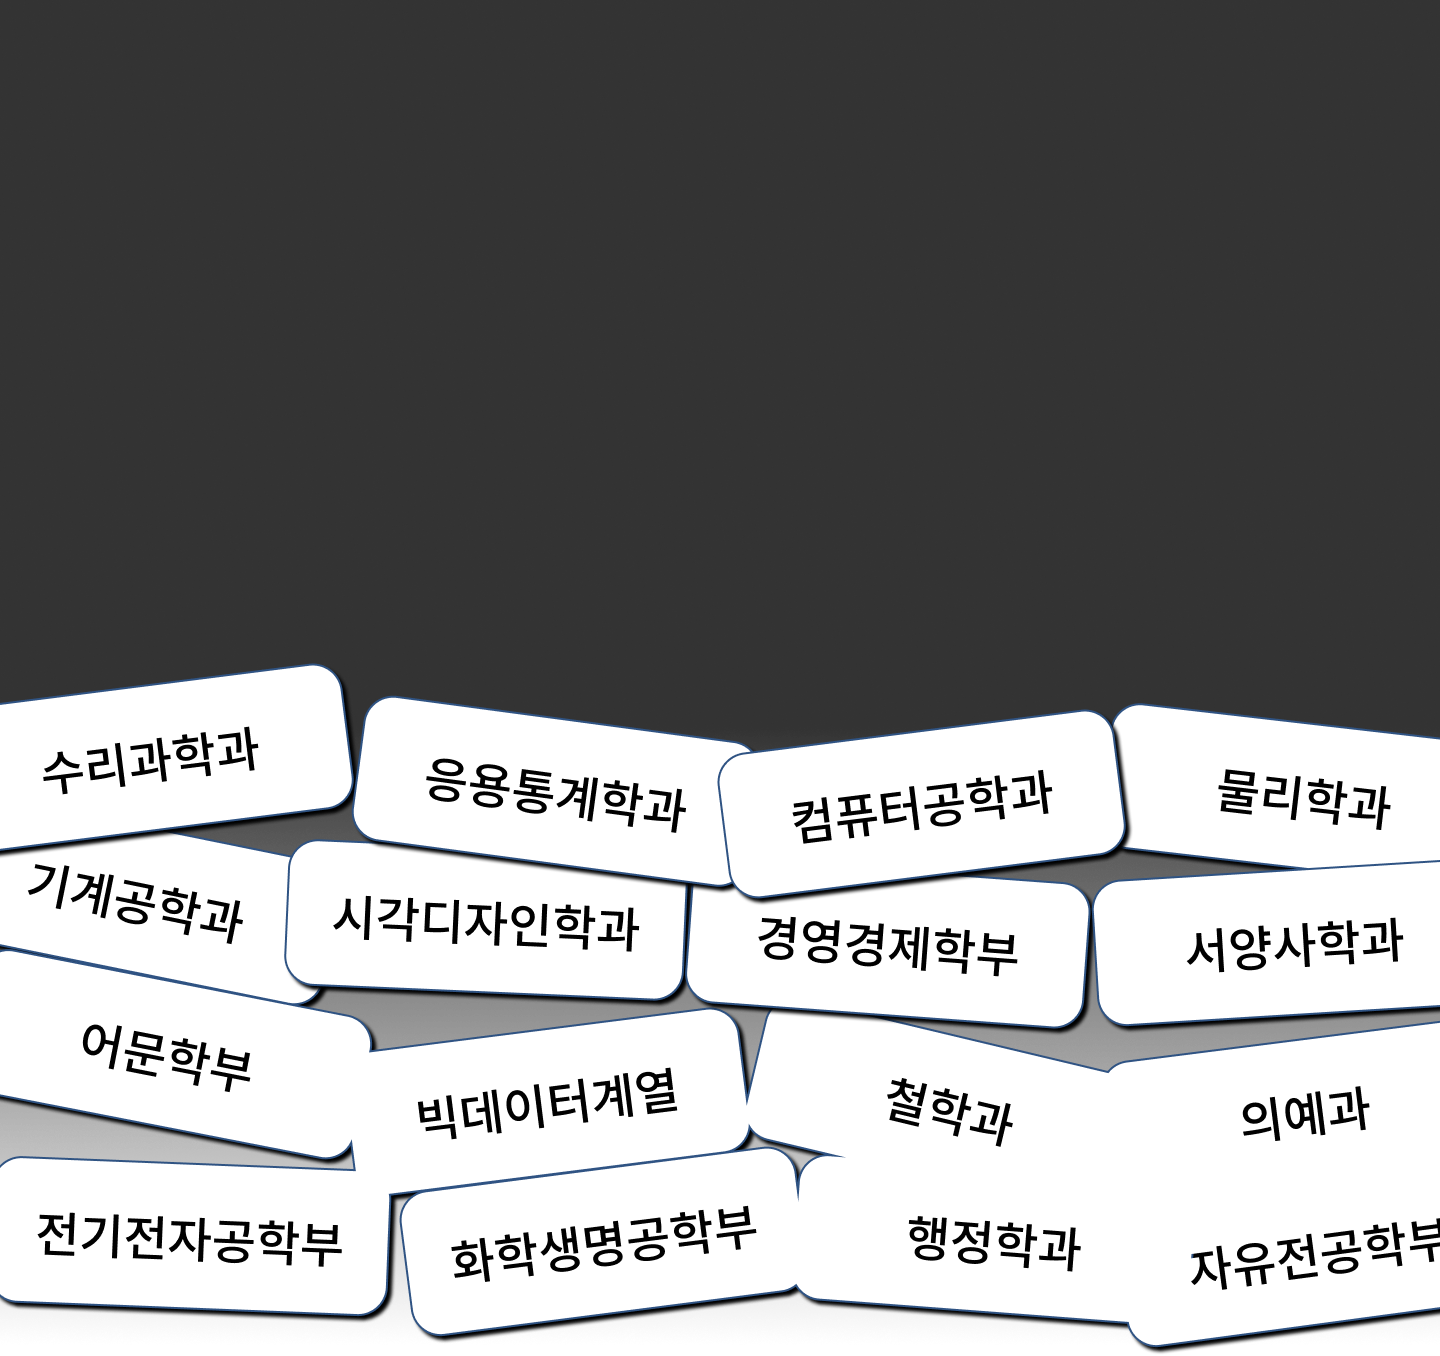 수리과학과
응용통계학과
컴퓨터공학과
물리학과
기계공학과
시각디자인학과
경영경제학부
서양사학과
어문학부
빅데이터계열
철학과
의예과
전기전자공학부
화학생명공학부
행정학과
자유전공학부